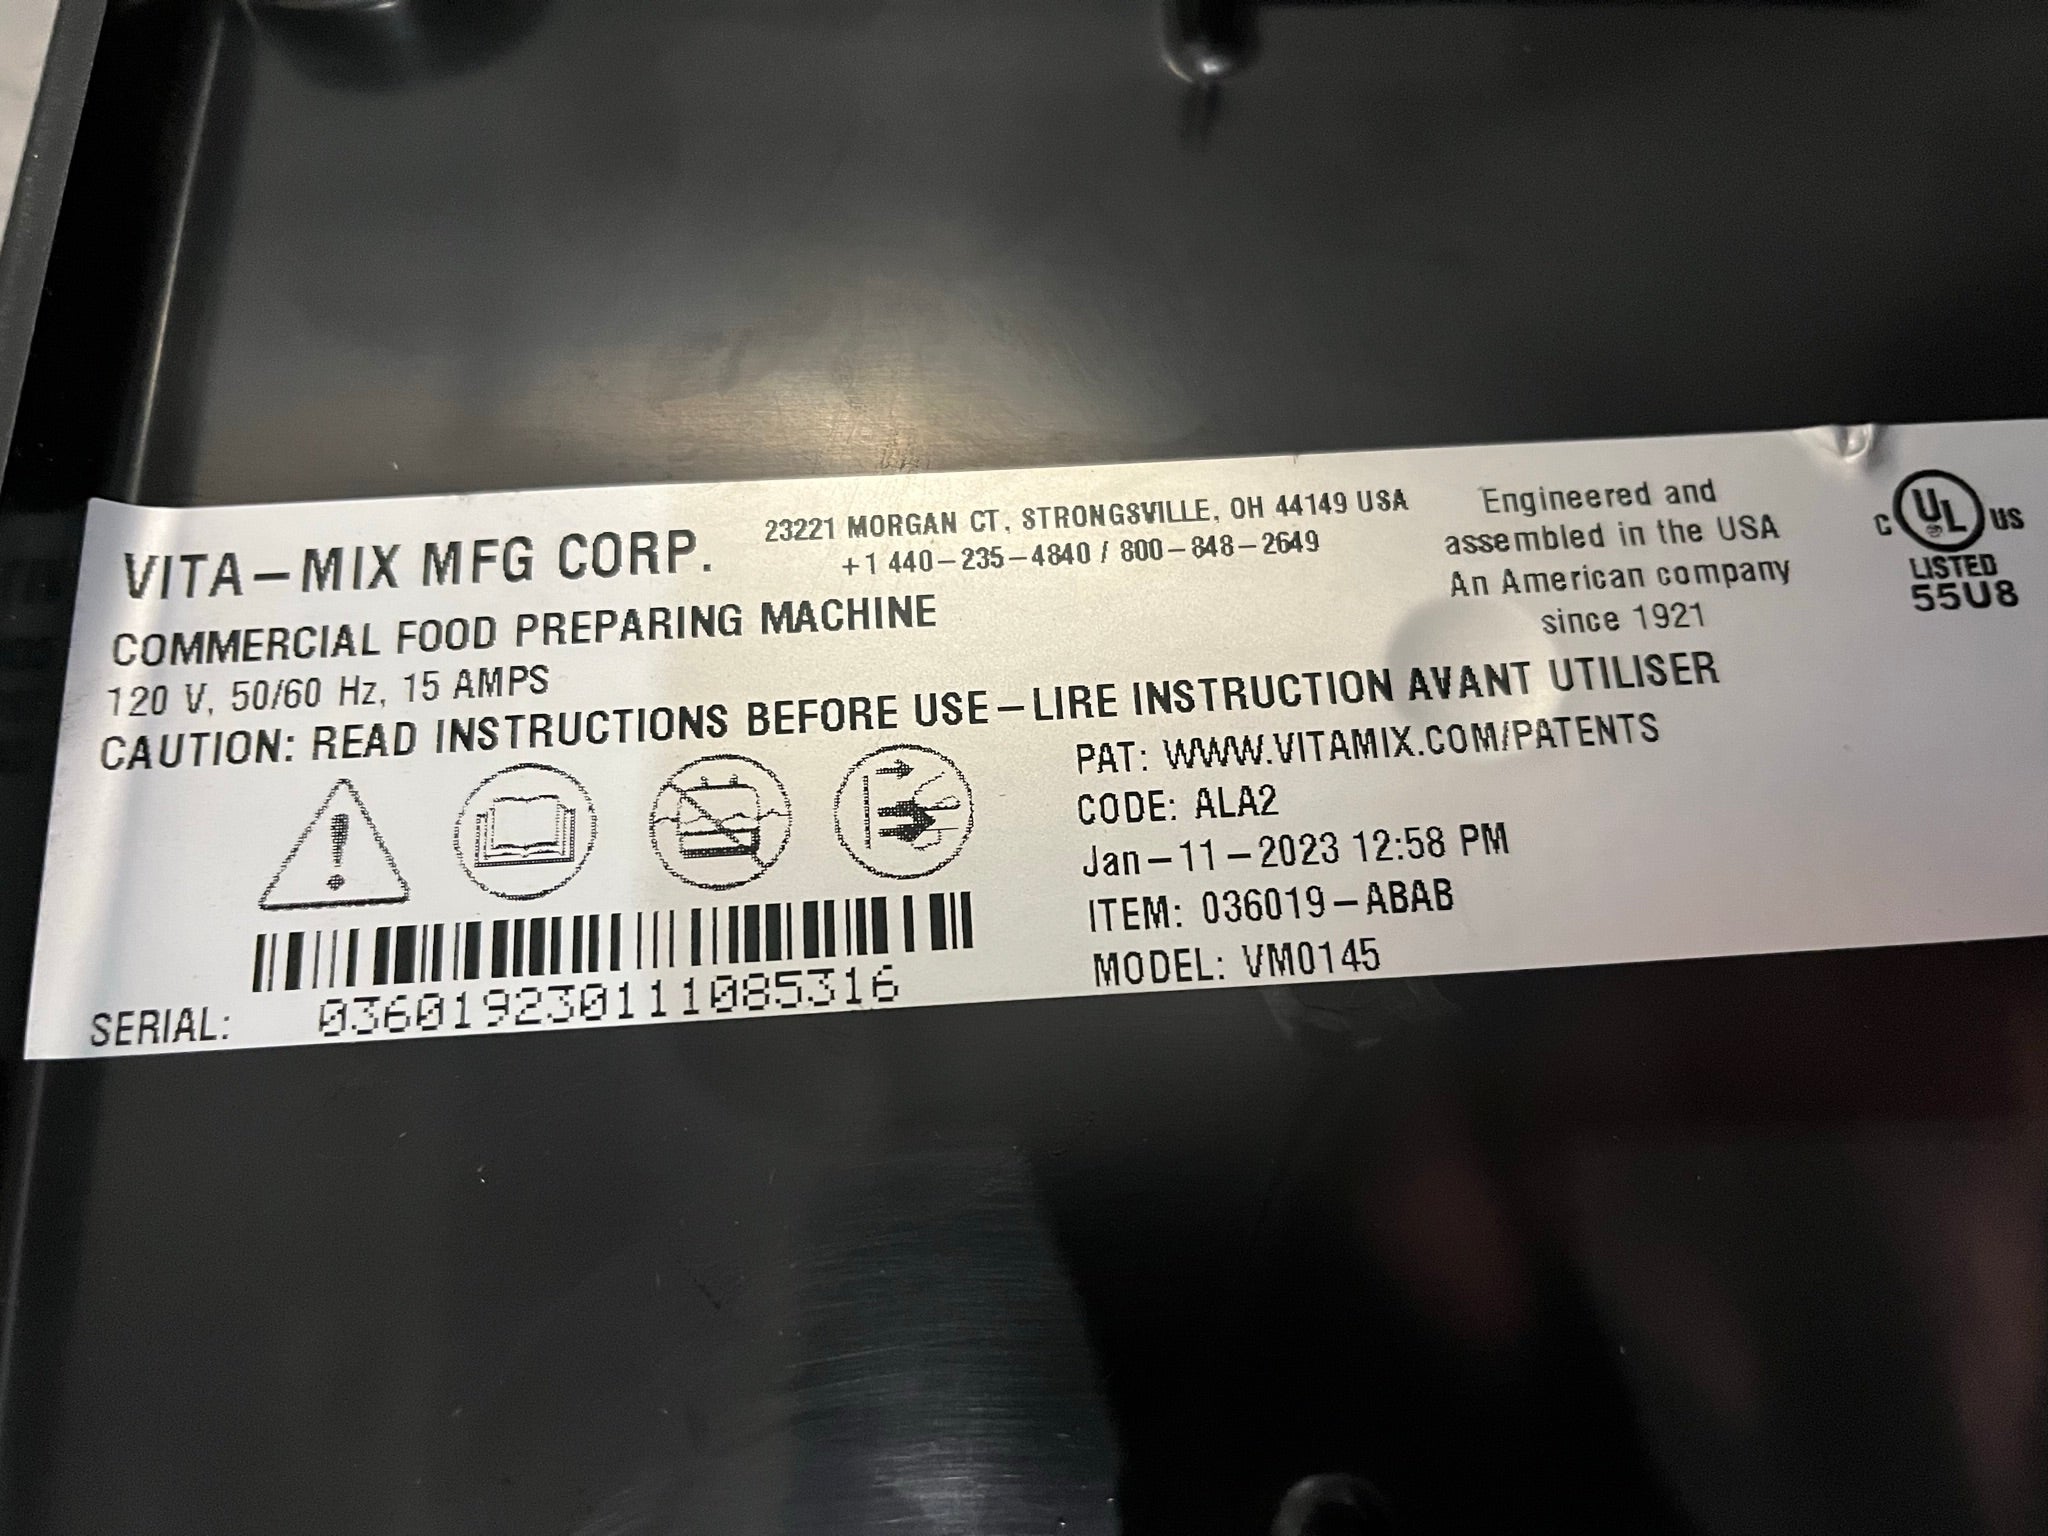 VITA-MIX MFG CORP.
23221 MORGAN CT, STRONGSVILLE, OH 44149 USA
+1 440-235-4840 / 800-848-2649
Engineered and
assembled in the USA
An American company
since 1921
C UL US
LISTED
55U8
COMMERCIAL FOOD PREPARING MACHINE
120 V, 50/60 Hz, 15 AMPS
CAUTION: READ INSTRUCTIONS BEFORE USE-LIRE INSTRUCTION AVANT UTILISER
PAT: WWW.VITAMIX.COM/PATENTS
CODE: ALA2
Jan-11-2023 12:58 PM
ITEM: 036019-ABAB
MODEL: VM0145
SERIAL: 036019230111085316